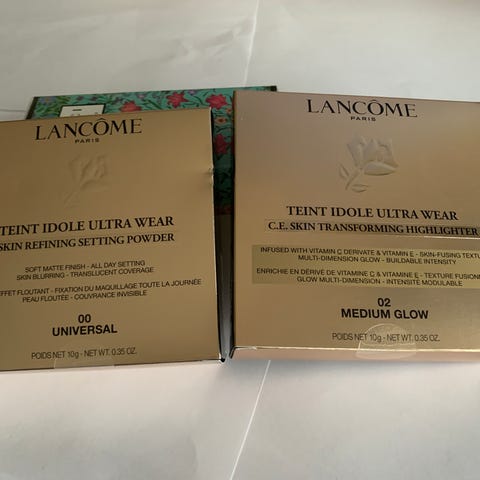 LANCÔME
PARIS
TEINT IDOLE ULTRA WEAR
SKIN REFINING SETTING POWDER
SOFT MATTE FINISH - ALL DAY SETTING
SKIN BLURRING - TRANSLUCENT COVERAGE
EFFET FLOUTANT - FIXATION DU MAQUILLAGE TOUTE LA JOURNÉE
PEAU FLOUTÉE - COUVRANCE INVISIBLE
00
UNIVERSAL
POIDS NET 10g - NET WT. 0.35 OZ.
LANCÔME
PARIS
TEINT IDOLE ULTRA WEAR
C.E. SKIN TRANSFORMING HIGHLIGHTER
INFUSED WITH VITAMIN C DERIVATE & VITAMIN E - SKIN-FUSING TEXTU
MULTI-DIMENSION GLOW - BUILDABLE INTENSITY
ENRICHIE EN DÉRIVÉ DE VITAMINE C & VITAMINE E - TEXTURE FUSIONN
GLOW MULTI-DIMENSION - INTENSITÉ MODULABLE
02
MEDIUM GLOW
POIDS NET 10g - NET WT. 0.35 OZ.